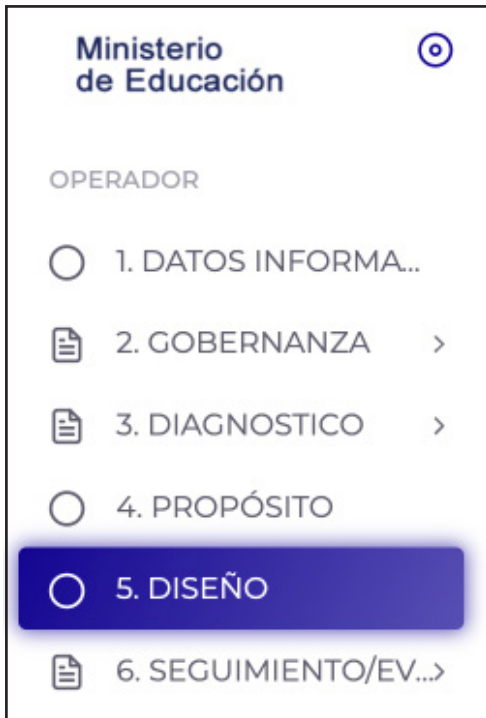 Ministerio
de Educación
OPERADOR
1. DATOS INFORMA...
2. GOBERNANZA
3. DIAGNOSTICO
4. PROPÓSITO
5. DISEÑO
6. SEGUIMIENTO/EV...